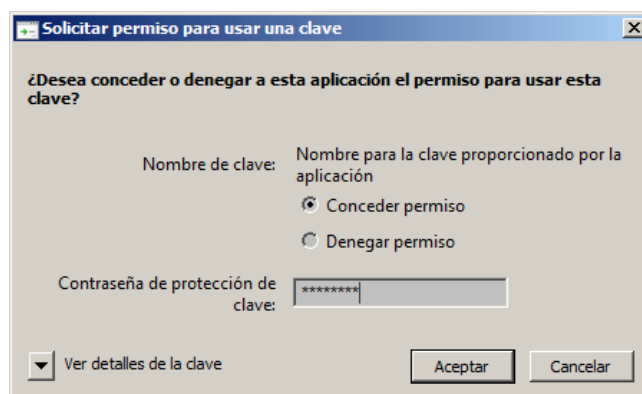 Solicitar permiso para usar una clave
¿Desea conceder o denegar a esta aplicación el permiso para usar esta
clave?
Nombre de clave:
Nombre para la clave proporcionado por la
aplicación
Conceder permiso
Denegar permiso
Contraseña de protección de
clave:
********
Ver detalles de la clave
Aceptar
Cancelar